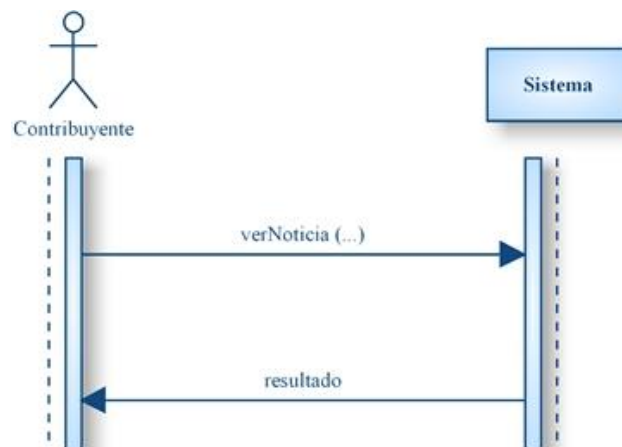 Sistema
Contribuyente
verNoticia (...)
resultado